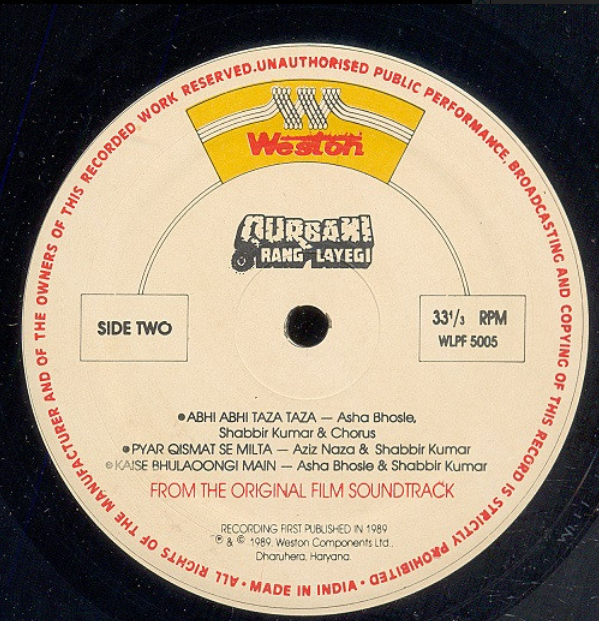 ALL RIGHTS OF THE MANUFACTURER AND OF THE OWNERS OF THIS RECORDED WORK RESERVED.UNAUTHORISED PUBLIC PERFORMANCE, BROADCASTING AND COPYING OF THIS RECORD IS STRICTLY PROHIBITED • MADE IN INDIA •
Weston
QURBANI
RANG LAYEGI
SIDE TWO
33⅓ RPM
WLPF 5005
ABHI ABHI TAZA TAZA — Asha Bhosle,
Shabbir Kumar & Chorus
PYAR QISMAT SE MILTA — Aziz Naza & Shabbir Kumar
KAISE BHULAOONGI MAIN — Asha Bhosle & Shabbir Kumar
FROM THE ORIGINAL FILM SOUNDTRACK
RECORDING FIRST PUBLISHED IN 1989
℗ & © 1989. Weston Components Ltd.,
Dharuhera, Haryana.